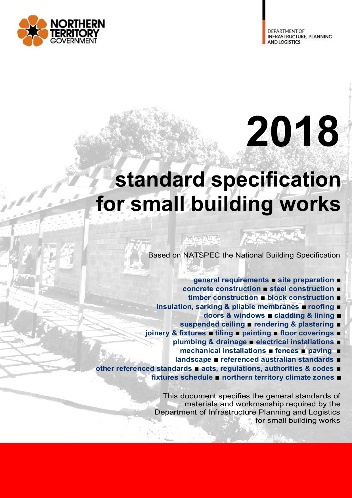 NORTHERN
TERRITORY
GOVERNMENT
DEPARTMENT OF
INFRASTRUCTURE, PLANNING
AND LOGISTICS
2018
standard specification
for small building works
Based on NATSPEC the National Building Specification
general requirements ■ site preparation ■
concrete construction ■ steel construction ■
timber construction ■ block construction ■
insulation, sarking & pliable membranes ■ roofing ■
doors & windows ■ cladding & lining ■
suspended ceiling ■ rendering & plastering ■
joinery & fixtures ■ tiling ■ painting ■ floor coverings ■
plumbing & drainage ■ electrical installations ■
mechanical installations ■ fences ■ paving ■
landscape ■ referenced australian standards ■
other referenced standards ■ acts, regulations, authorities & codes ■
fixtures schedule ■ northern territory climate zones ■
This document specifies the general standards of
materials and workmanship required by the
Department of Infrastructure Planning and Logistics
for small building works